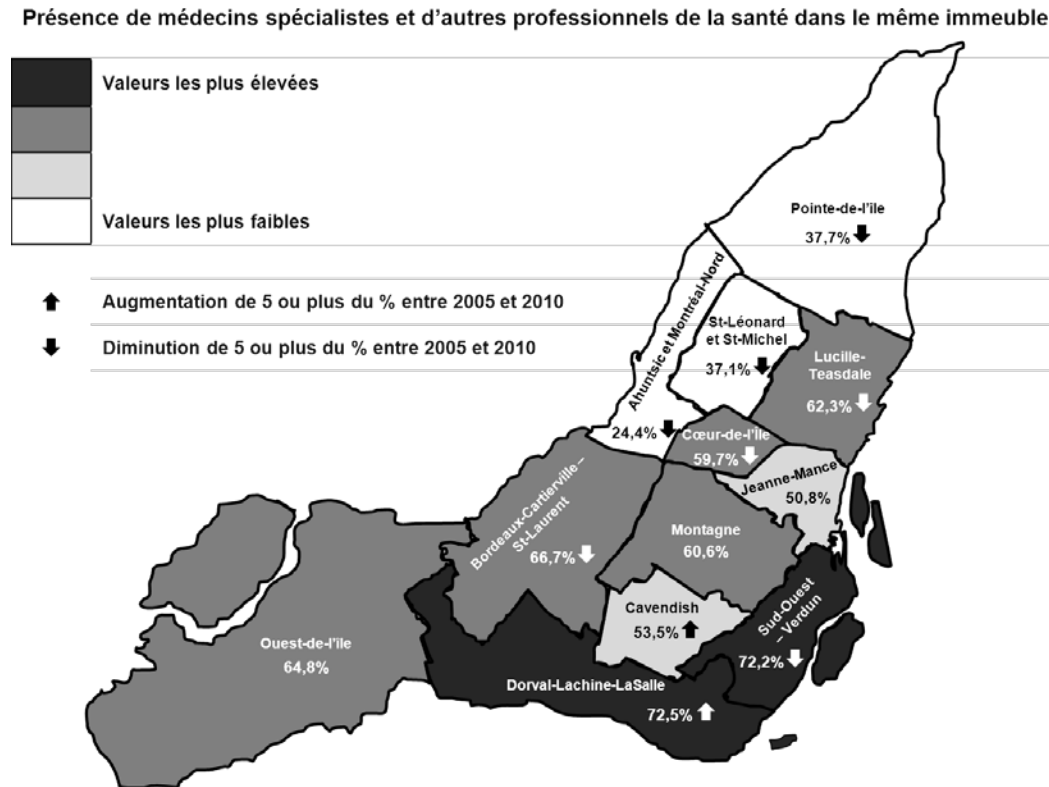 Présence de médecins spécialistes et d'autres professionnels de la santé dans le même immeuble
Valeurs les plus élevées
Valeurs les plus faibles
Augmentation de 5 ou plus du % entre 2005 et 2010
Diminution de 5 ou plus du % entre 2005 et 2010
Pointe-de-l'île
37,7%
Ahuntsic et Montréal-Nord
24,4%
St-Léonard
et St-Michel
37,1%
Lucille-
Teasdale
62,3%
Cœur-de-l'île
59,7%
Jeanne-Mance
50,8%
Bordeaux-Cartierville –
St-Laurent
66,7%
Montagne
60,6%
Cavendish
53,5%
Sud-Ouest
– Verdun
72,2%
Ouest-de-l'île
64,8%
Dorval-Lachine-LaSalle
72,5%